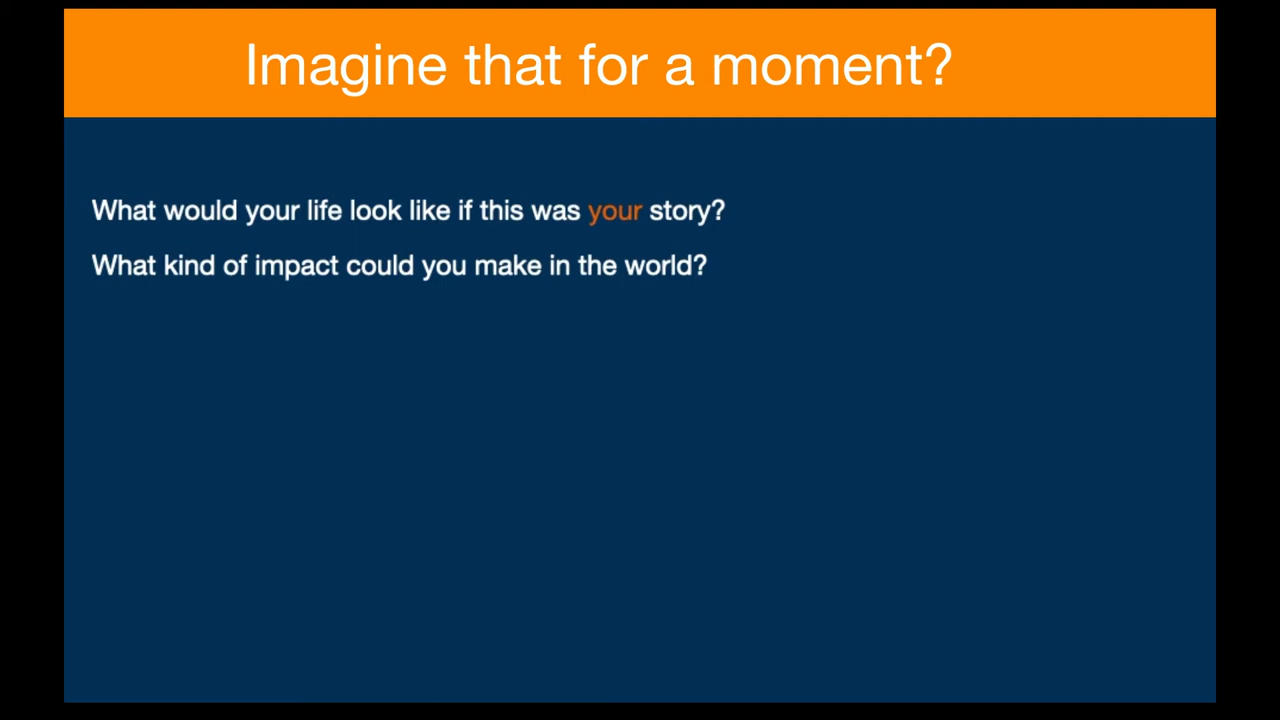 Imagine that for a moment?
What would your life look like if this was your story?
What kind of impact could you make in the world?